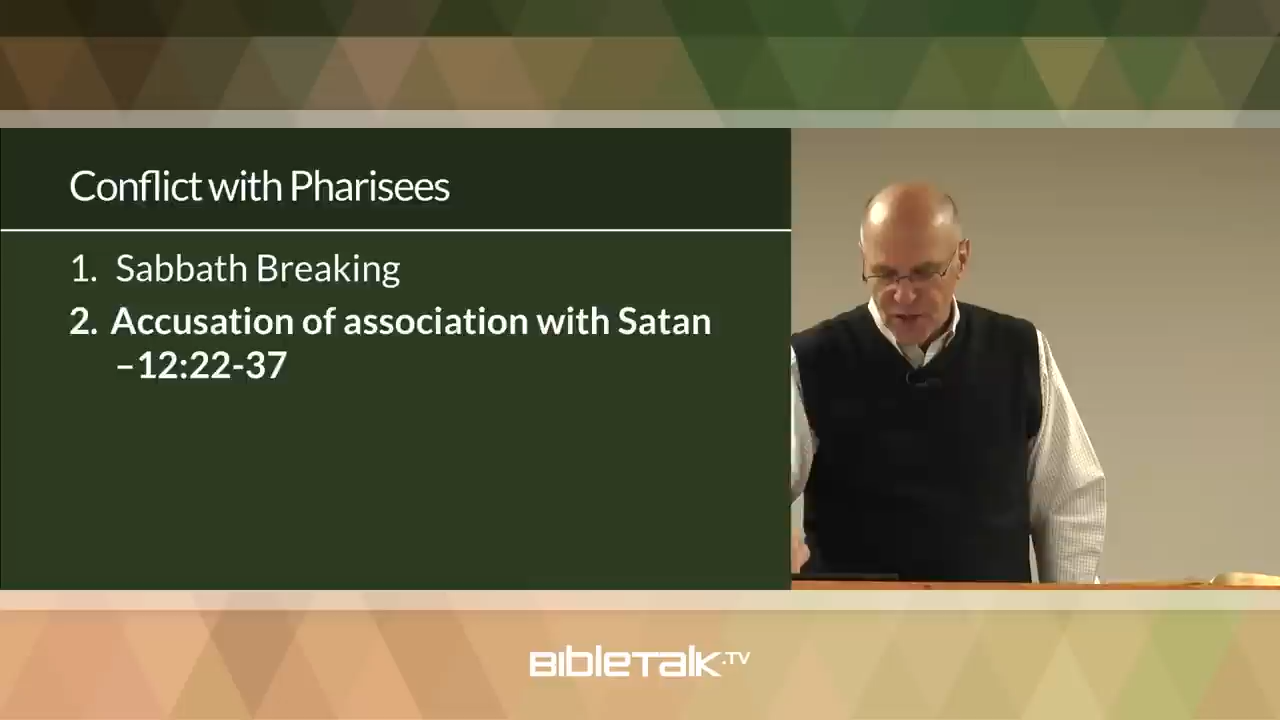 Conflict with Pharisees
1. Sabbath Breaking
2. Accusation of association with Satan
–12:22-37
BIBLETALK.TV